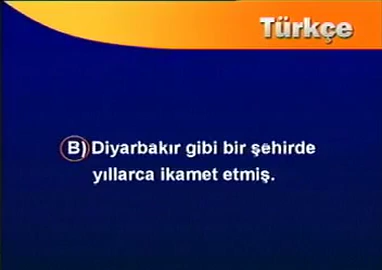 Türkçe
B) Diyarbakır gibi bir şehirde
yıllarca ikamet etmiş.